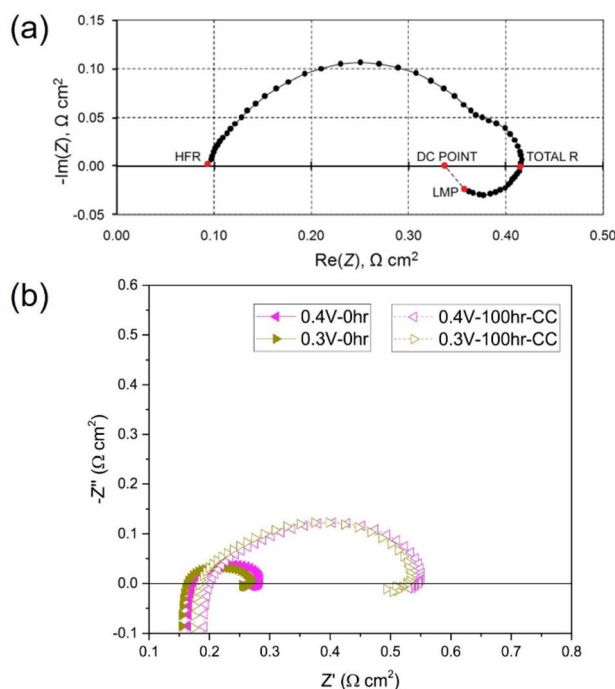 (a)
-Im(Z), Ω cm²
0.10
0.05
0.00
-0.05
HFR
DC POINT
TOTAL R
LMP
0.00 0.10 0.20 0.30 0.40 0.50
Re(Z), Ω cm²
(b)
-Z'' (Ω cm²)
0.6
0.5
0.4
0.3
0.2
0.1
0.0
-0.1
0.4V-0hr 0.4V-100hr-CC
0.3V-0hr 0.3V-100hr-CC
0.1 0.2 0.3 0.4 0.5 0.6 0.7 0.8
Z' (Ω cm²)